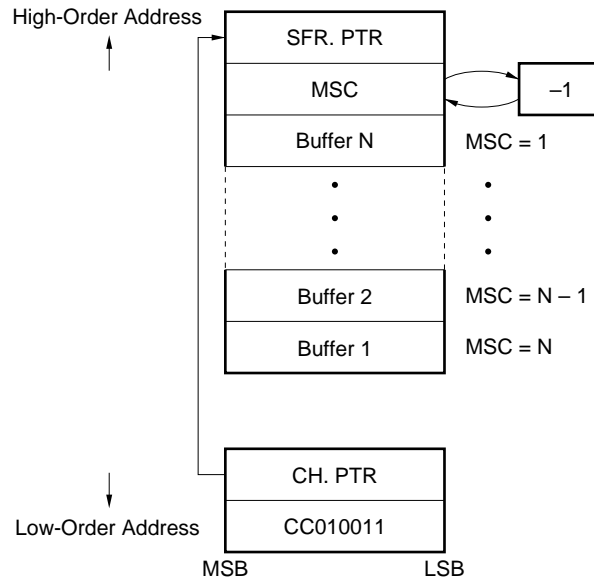 High-Order Address
SFR. PTR
MSC
–1
Buffer N
MSC = 1
Buffer 2
MSC = N – 1
Buffer 1
MSC = N
CH. PTR
Low-Order Address
CC010011
MSB
LSB